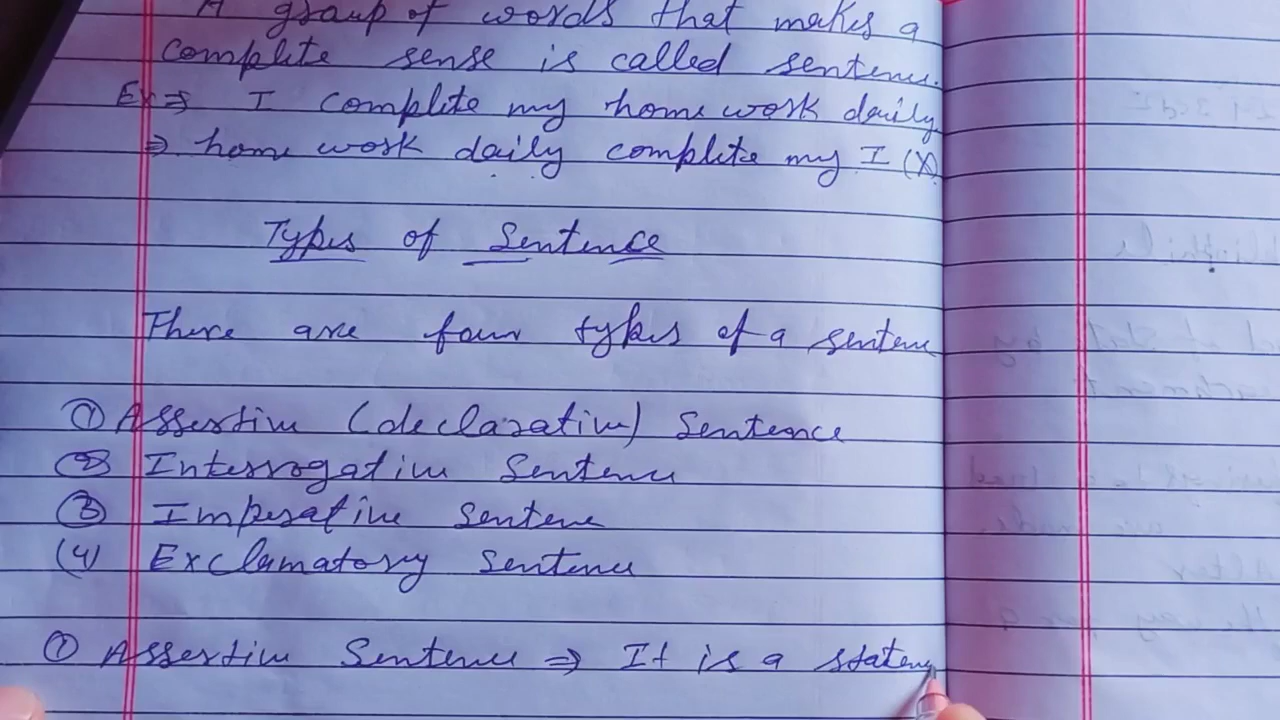 A group of words that makes a
complete sense is called sentence.
Ex ⇒ I complete my home work daily
⇒ home work daily complete my I (X)
Types of Sentence
There are four types of a sentence
① Assertive (declarative) Sentence
② Interrogative Sentence
③ Imperative Sentence
(4) Exclamatory Sentence
① Assertive Sentence ⇒ It is a statem